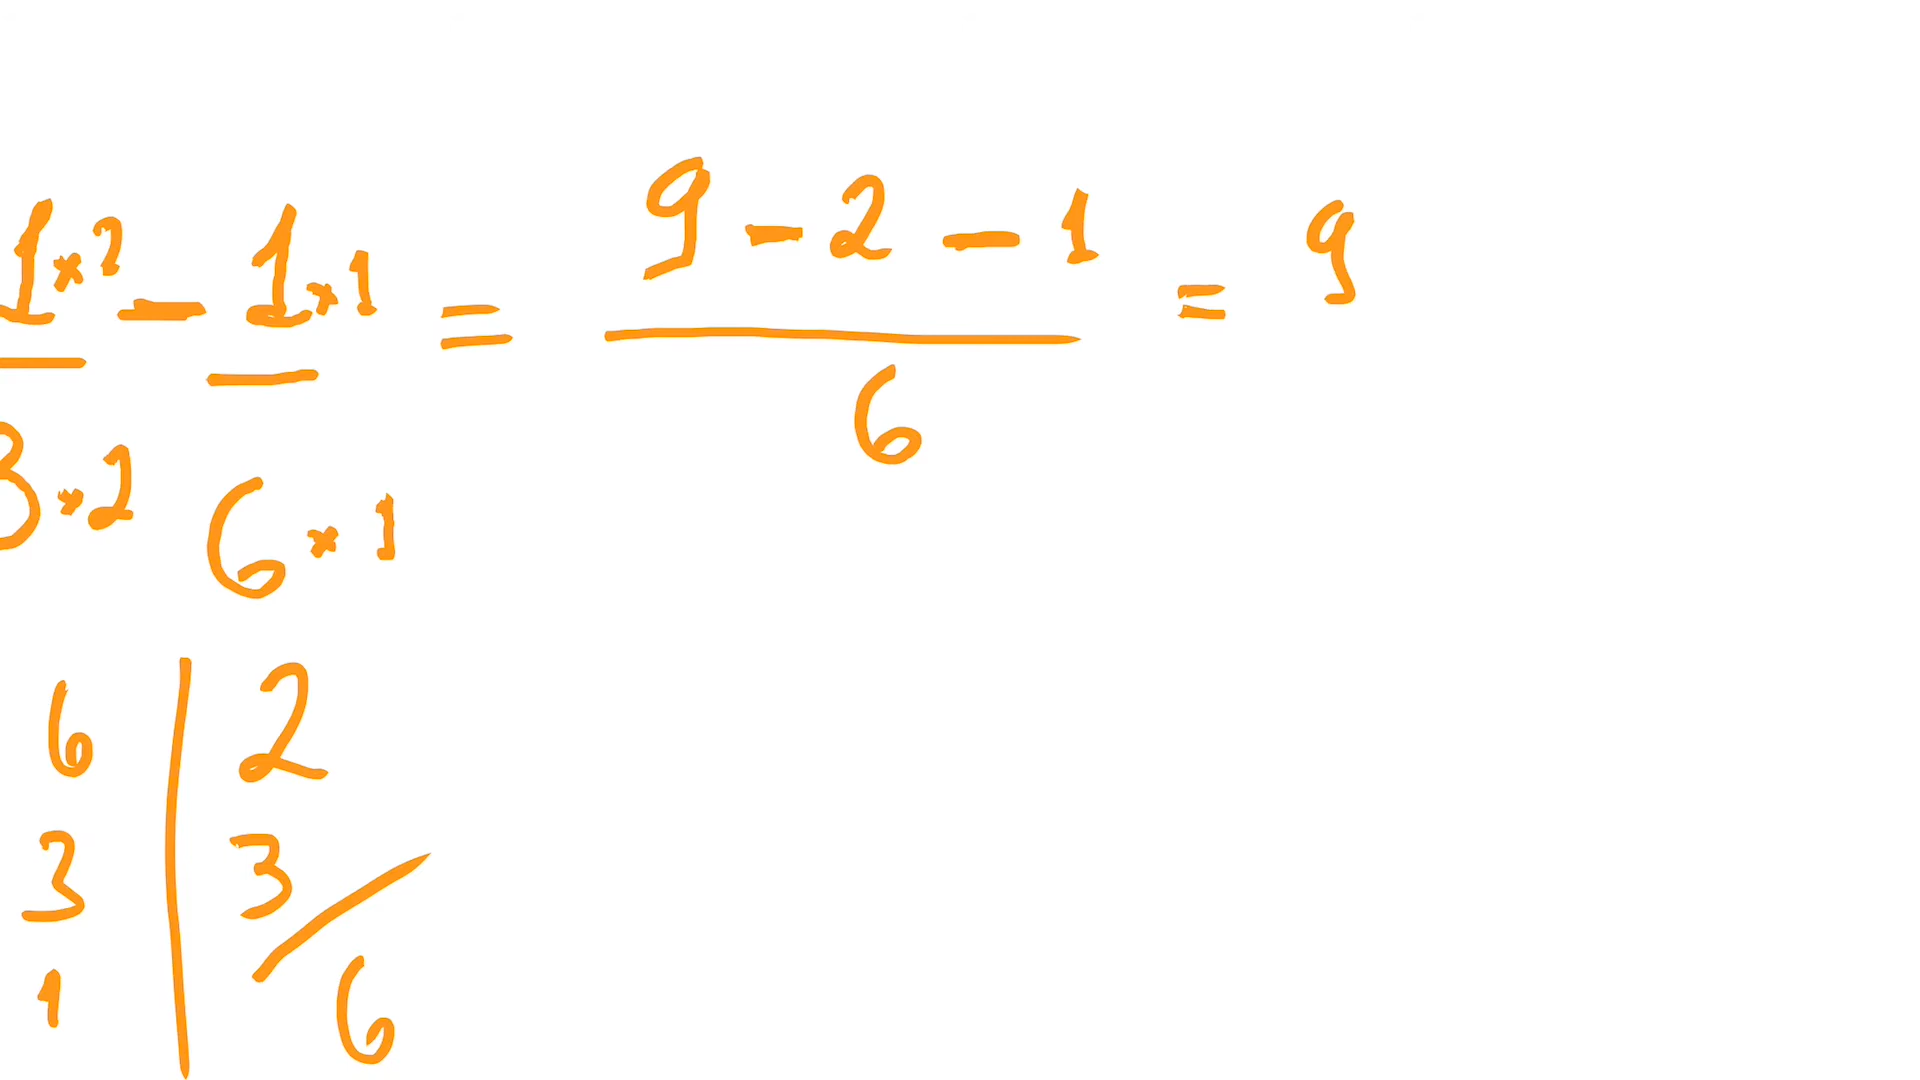 1×2 - 1×1 = 9 - 2 - 1 = 9
3×2 6×1 6
6 | 2
3 | 3
1 | 6